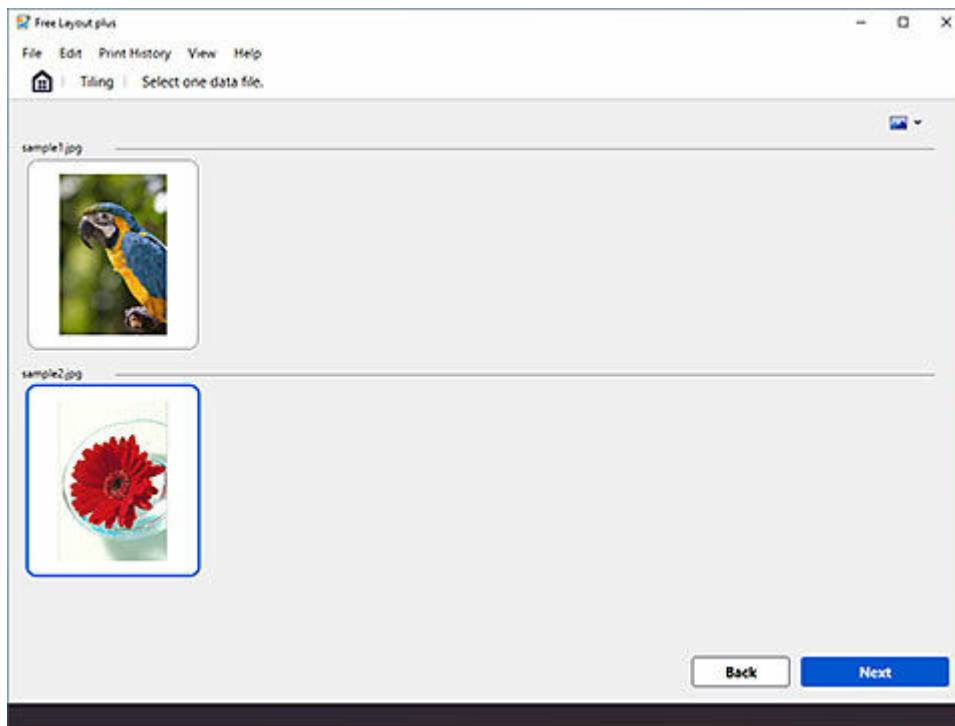 Free Layout plus
File Edit Print History View Help
Tiling Select one data file.
sample1.jpg
sample2.jpg
Back Next